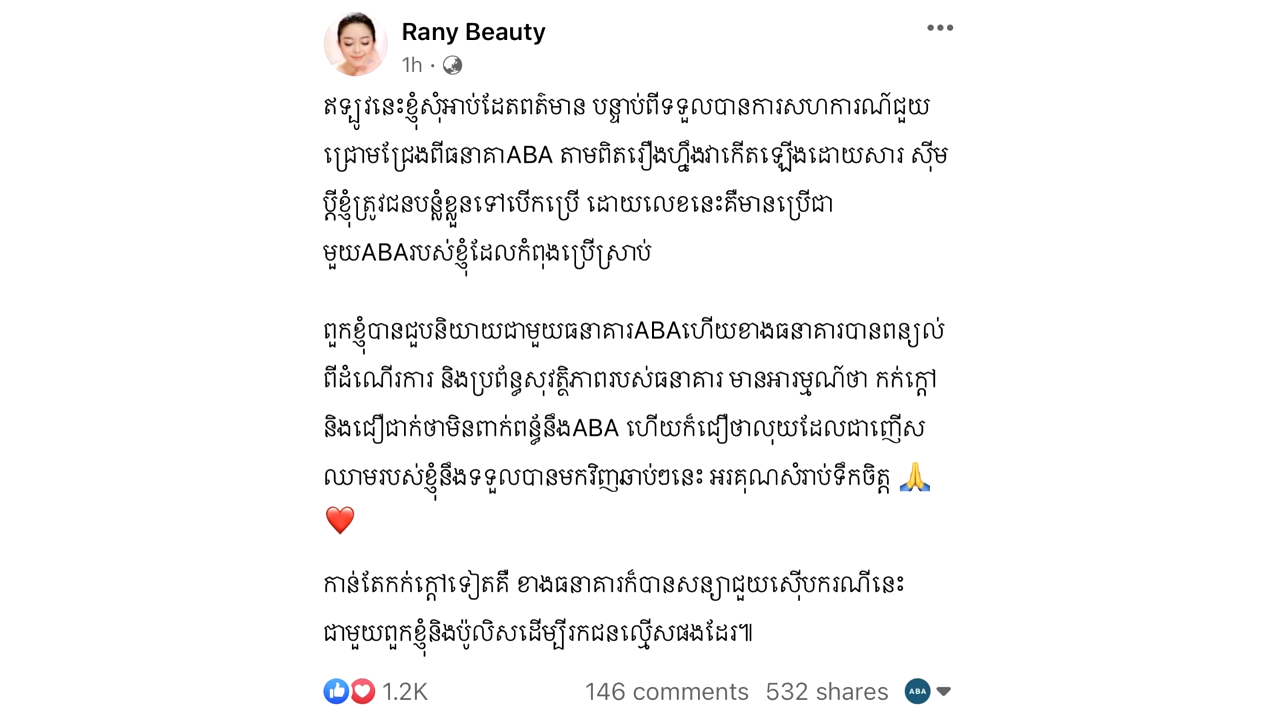 Rany Beauty
1h ·
ឥឡូវនេះខ្ញុំសុំអាប់ដែតពត៌មាន បន្ទាប់ពីទទួលបានការសហការណ៍ជួយ
ជ្រោមជ្រែងពីធនាគាABA តាមពិតរឿងហ្នឹងវាកើតឡើងដោយសារ ស៊ីម
ប្តីខ្ញុំត្រូវជនបន្លំខ្លួនទៅបើកប្រើ ដោយលេខនេះគឺមានប្រើជា
មួយABAរបស់ខ្ញុំដែលកំពុងប្រើស្រាប់
ពួកខ្ញុំបានជួបនិយាយជាមួយធនាគារABAហើយខាងធនាគារបានពន្យល់
ពីដំណើរការ និងប្រព័ន្ធសុវត្ថិភាពរបស់ធនាគារ មានអារម្មណ៍ថា កក់ក្តៅ
និងជឿជាក់ថាមិនពាក់ពន្ធ័នឹងABA ហើយក៏ជឿថាលុយដែលជាញើស
ឈាមរបស់ខ្ញុំនឹងទទួលបានមកវិញឆាប់ៗនេះ អរគុណសំរាប់ទឹកចិត្ត 🙏
❤️
កាន់តែកក់ក្តៅទៀតគឺ ខាងធនាគារក៏បានសន្យាជួយស៊ើបករណីនេះ
ជាមួយពួកខ្ញុំនិងប៉ូលិសដើម្បីរកជនល្មើសផងដែរ៕
1.2K 146 comments 532 shares ABA